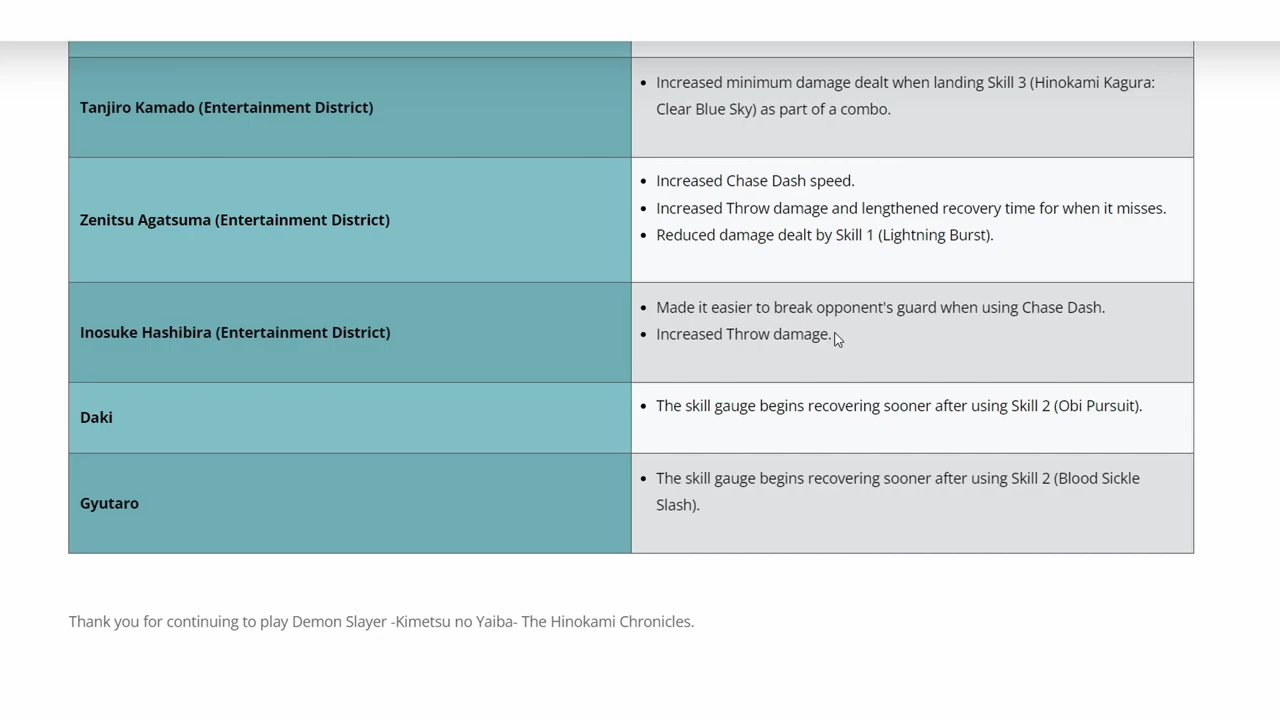 Tanjiro Kamado (Entertainment District)
• Increased minimum damage dealt when landing Skill 3 (Hinokami Kagura:
Clear Blue Sky) as part of a combo.
Zenitsu Agatsuma (Entertainment District)
• Increased Chase Dash speed.
• Increased Throw damage and lengthened recovery time for when it misses.
• Reduced damage dealt by Skill 1 (Lightning Burst).
Inosuke Hashibira (Entertainment District)
• Made it easier to break opponent's guard when using Chase Dash.
• Increased Throw damage.
Daki
• The skill gauge begins recovering sooner after using Skill 2 (Obi Pursuit).
Gyutaro
• The skill gauge begins recovering sooner after using Skill 2 (Blood Sickle
Slash).
Thank you for continuing to play Demon Slayer -Kimetsu no Yaiba- The Hinokami Chronicles.